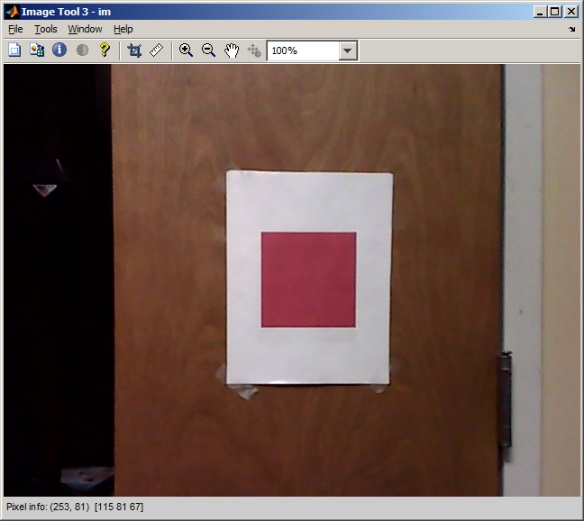 Image Tool 3 - im
File Tools Window Help
100%
Pixel info: (253, 81) [115 81 67]